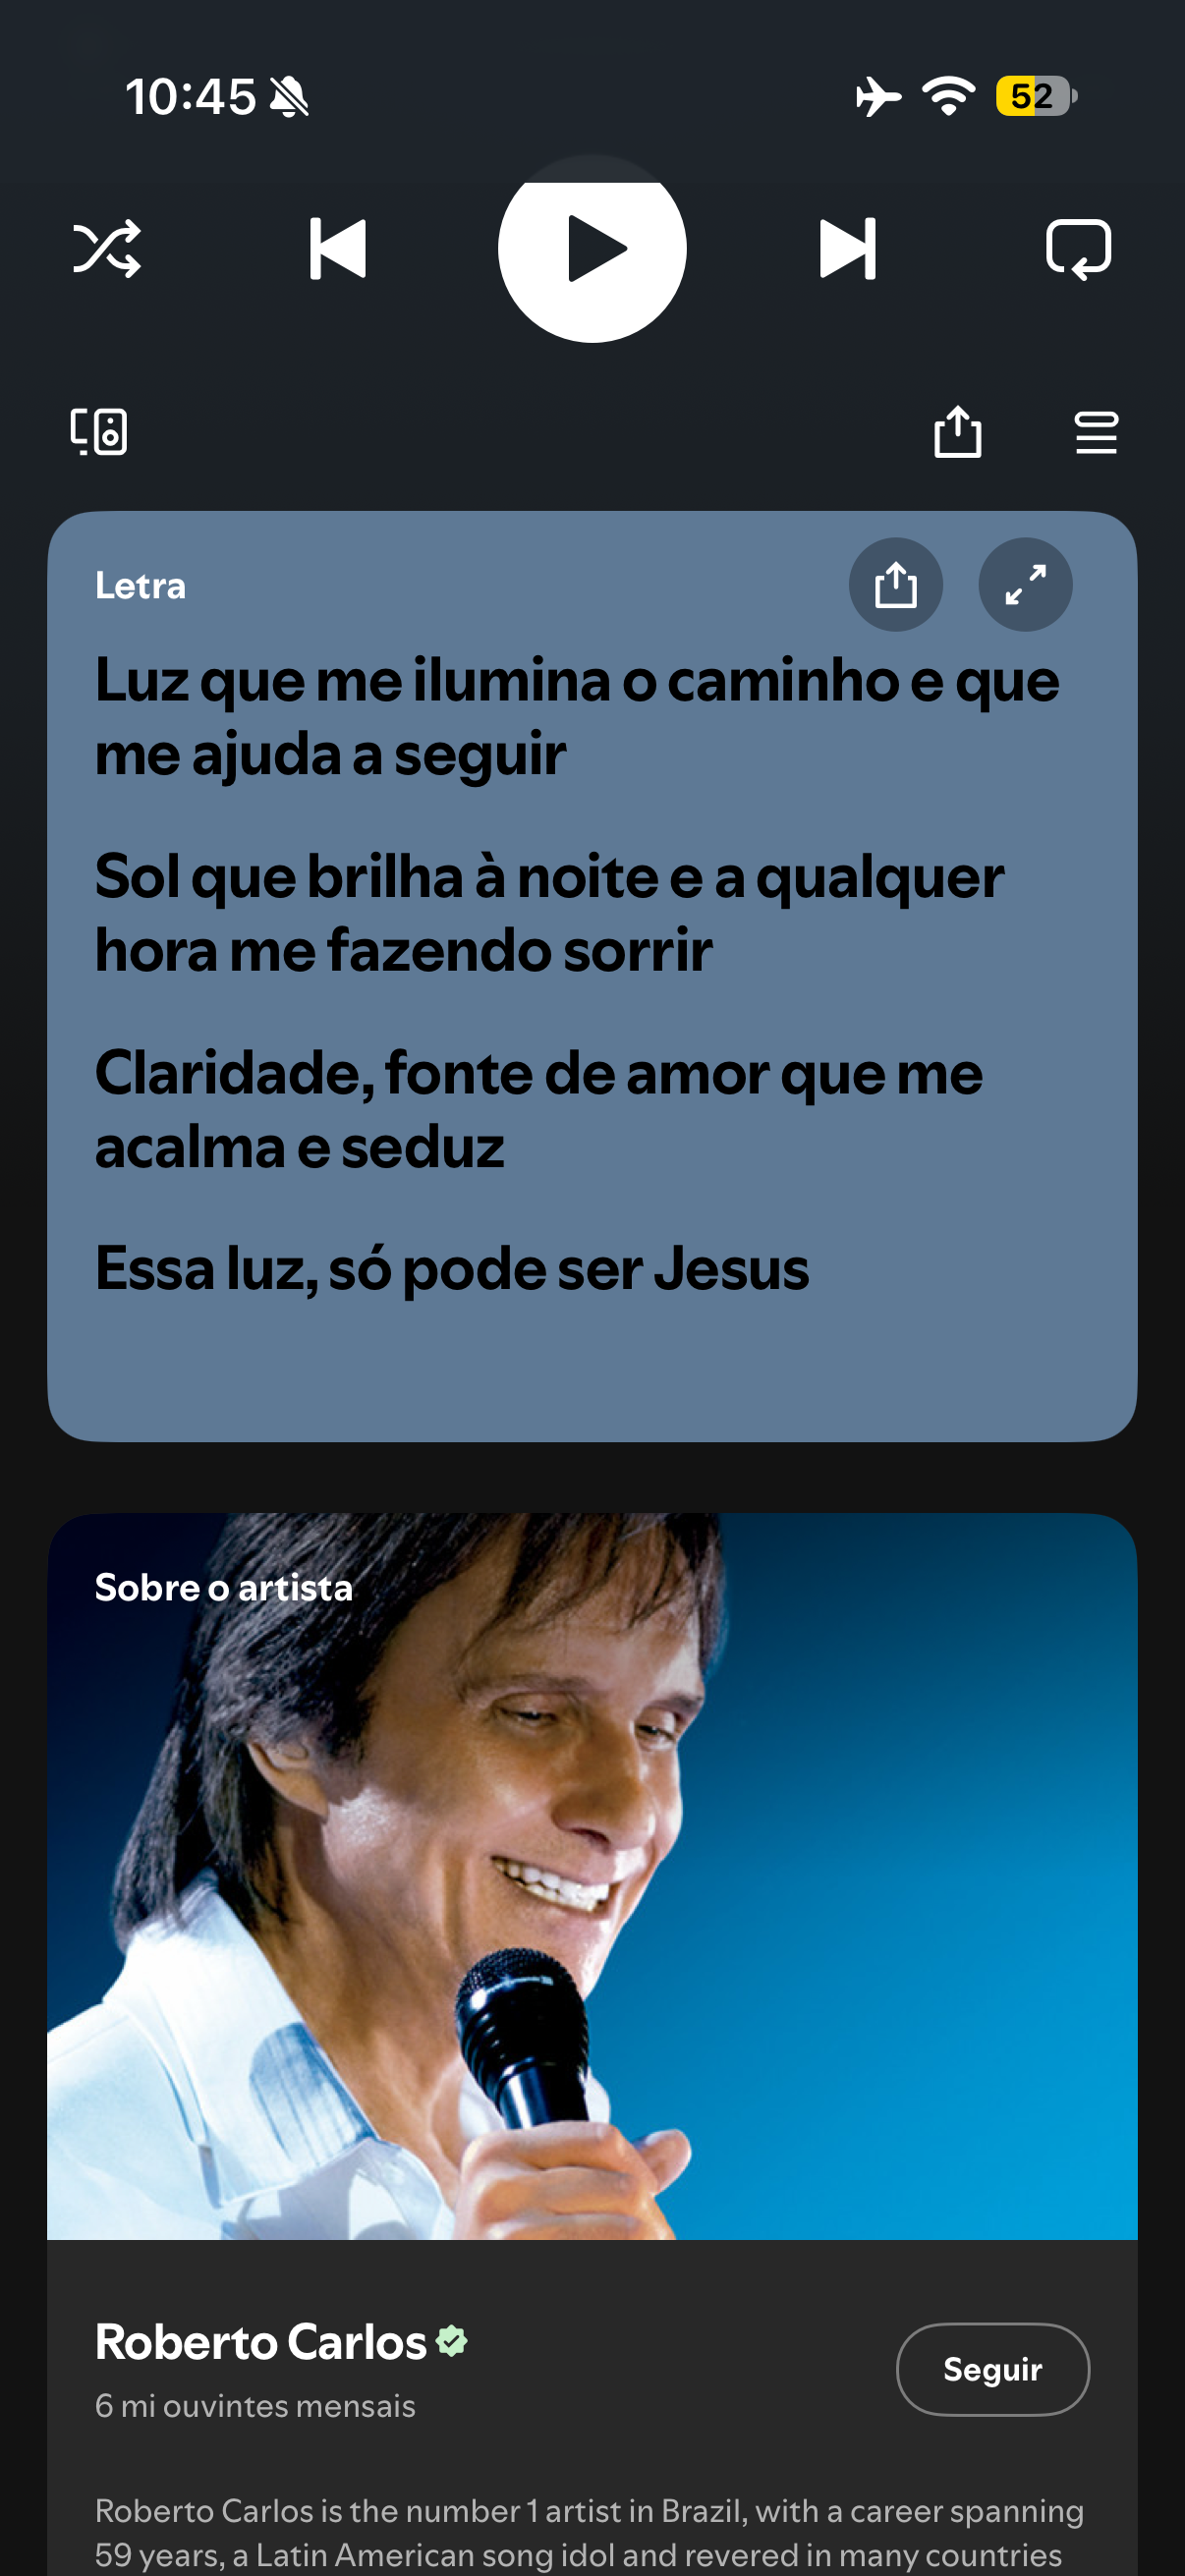 10:45
52
Letra
Luz que me ilumina o caminho e que
me ajuda a seguir
Sol que brilha à noite e a qualquer
hora me fazendo sorrir
Claridade, fonte de amor que me
acalma e seduz
Essa luz, só pode ser Jesus
Sobre o artista
Roberto Carlos
Seguir
6 mi ouvintes mensais
Roberto Carlos is the number 1 artist in Brazil, with a career spanning
59 years, a Latin American song idol and revered in many countries